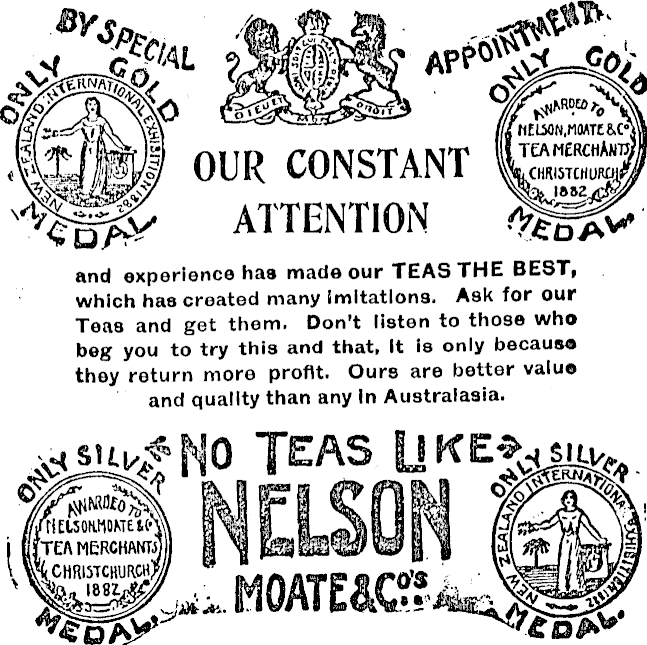 BY SPECIAL APPOINTMENT
ONLY GOLD
NEW ZEALAND INTERNATIONAL EXHIBITION 1882
MEDAL.
DIEU ET MON DROIT
ONLY GOLD
AWARDED TO
NELSON, MOATE & Co
TEA MERCHANTS
CHRISTCHURCH
1882
MEDAL.
OUR CONSTANT
ATTENTION
and experience has made our TEAS THE BEST,
which has created many imitations. Ask for our
Teas and get them. Don't listen to those who
beg you to try this and that, it is only because
they return more profit. Ours are better value
and quality than any in Australasia.
ONLY SILVER
AWARDED TO
NELSON, MOATE & Co
TEA MERCHANTS
CHRISTCHURCH
1882
MEDAL.
NO TEAS LIKE
NELSON
MOATE & Co's
ONLY SILVER
NEW ZEALAND INTERNATIONAL EXHIBITION 1882
MEDAL.